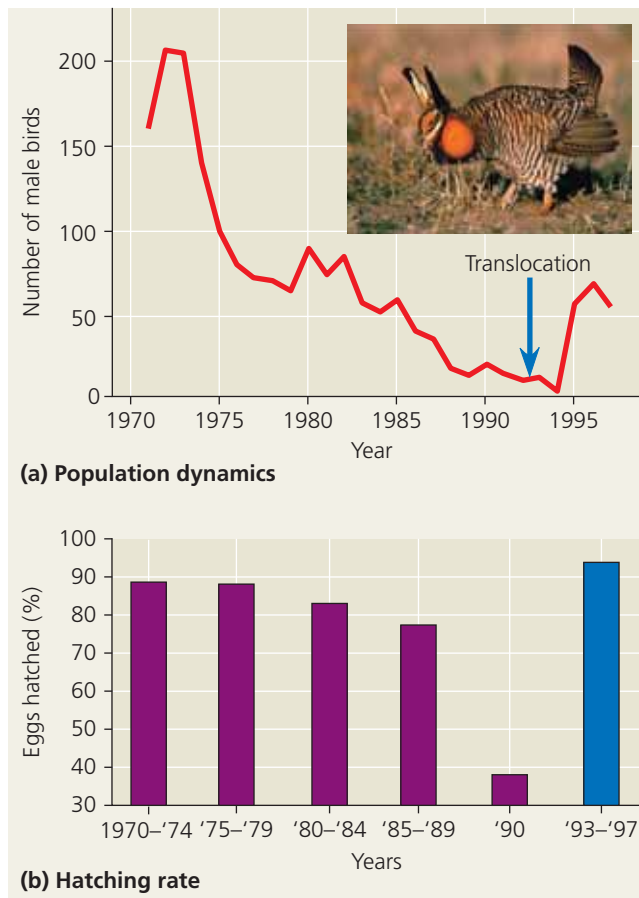 200
150
100
50
0
Number of male birds
Translocation
1970 1975 1980 1985 1990 1995
Year
(a) Population dynamics
100
90
80
70
60
50
40
30
Eggs hatched (%)
1970–‘74 ‘75–‘79 ‘80–‘84 ‘85–‘89 ‘90 ‘93–‘97
Years
(b) Hatching rate